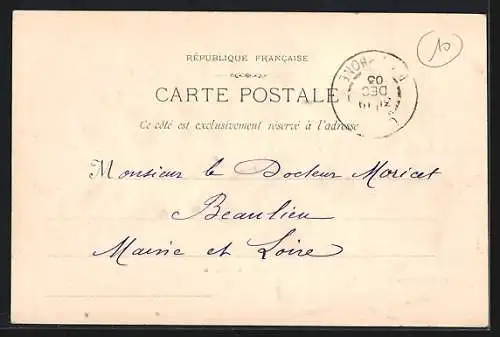 RÉPUBLIQUE FRANÇAISE
CARTE POSTALE
Ce côté est exclusivement réservé à l'adresse
10
DEC
03
Monsieur le Docteur Moricet
Beaulieu
Maine et Loire